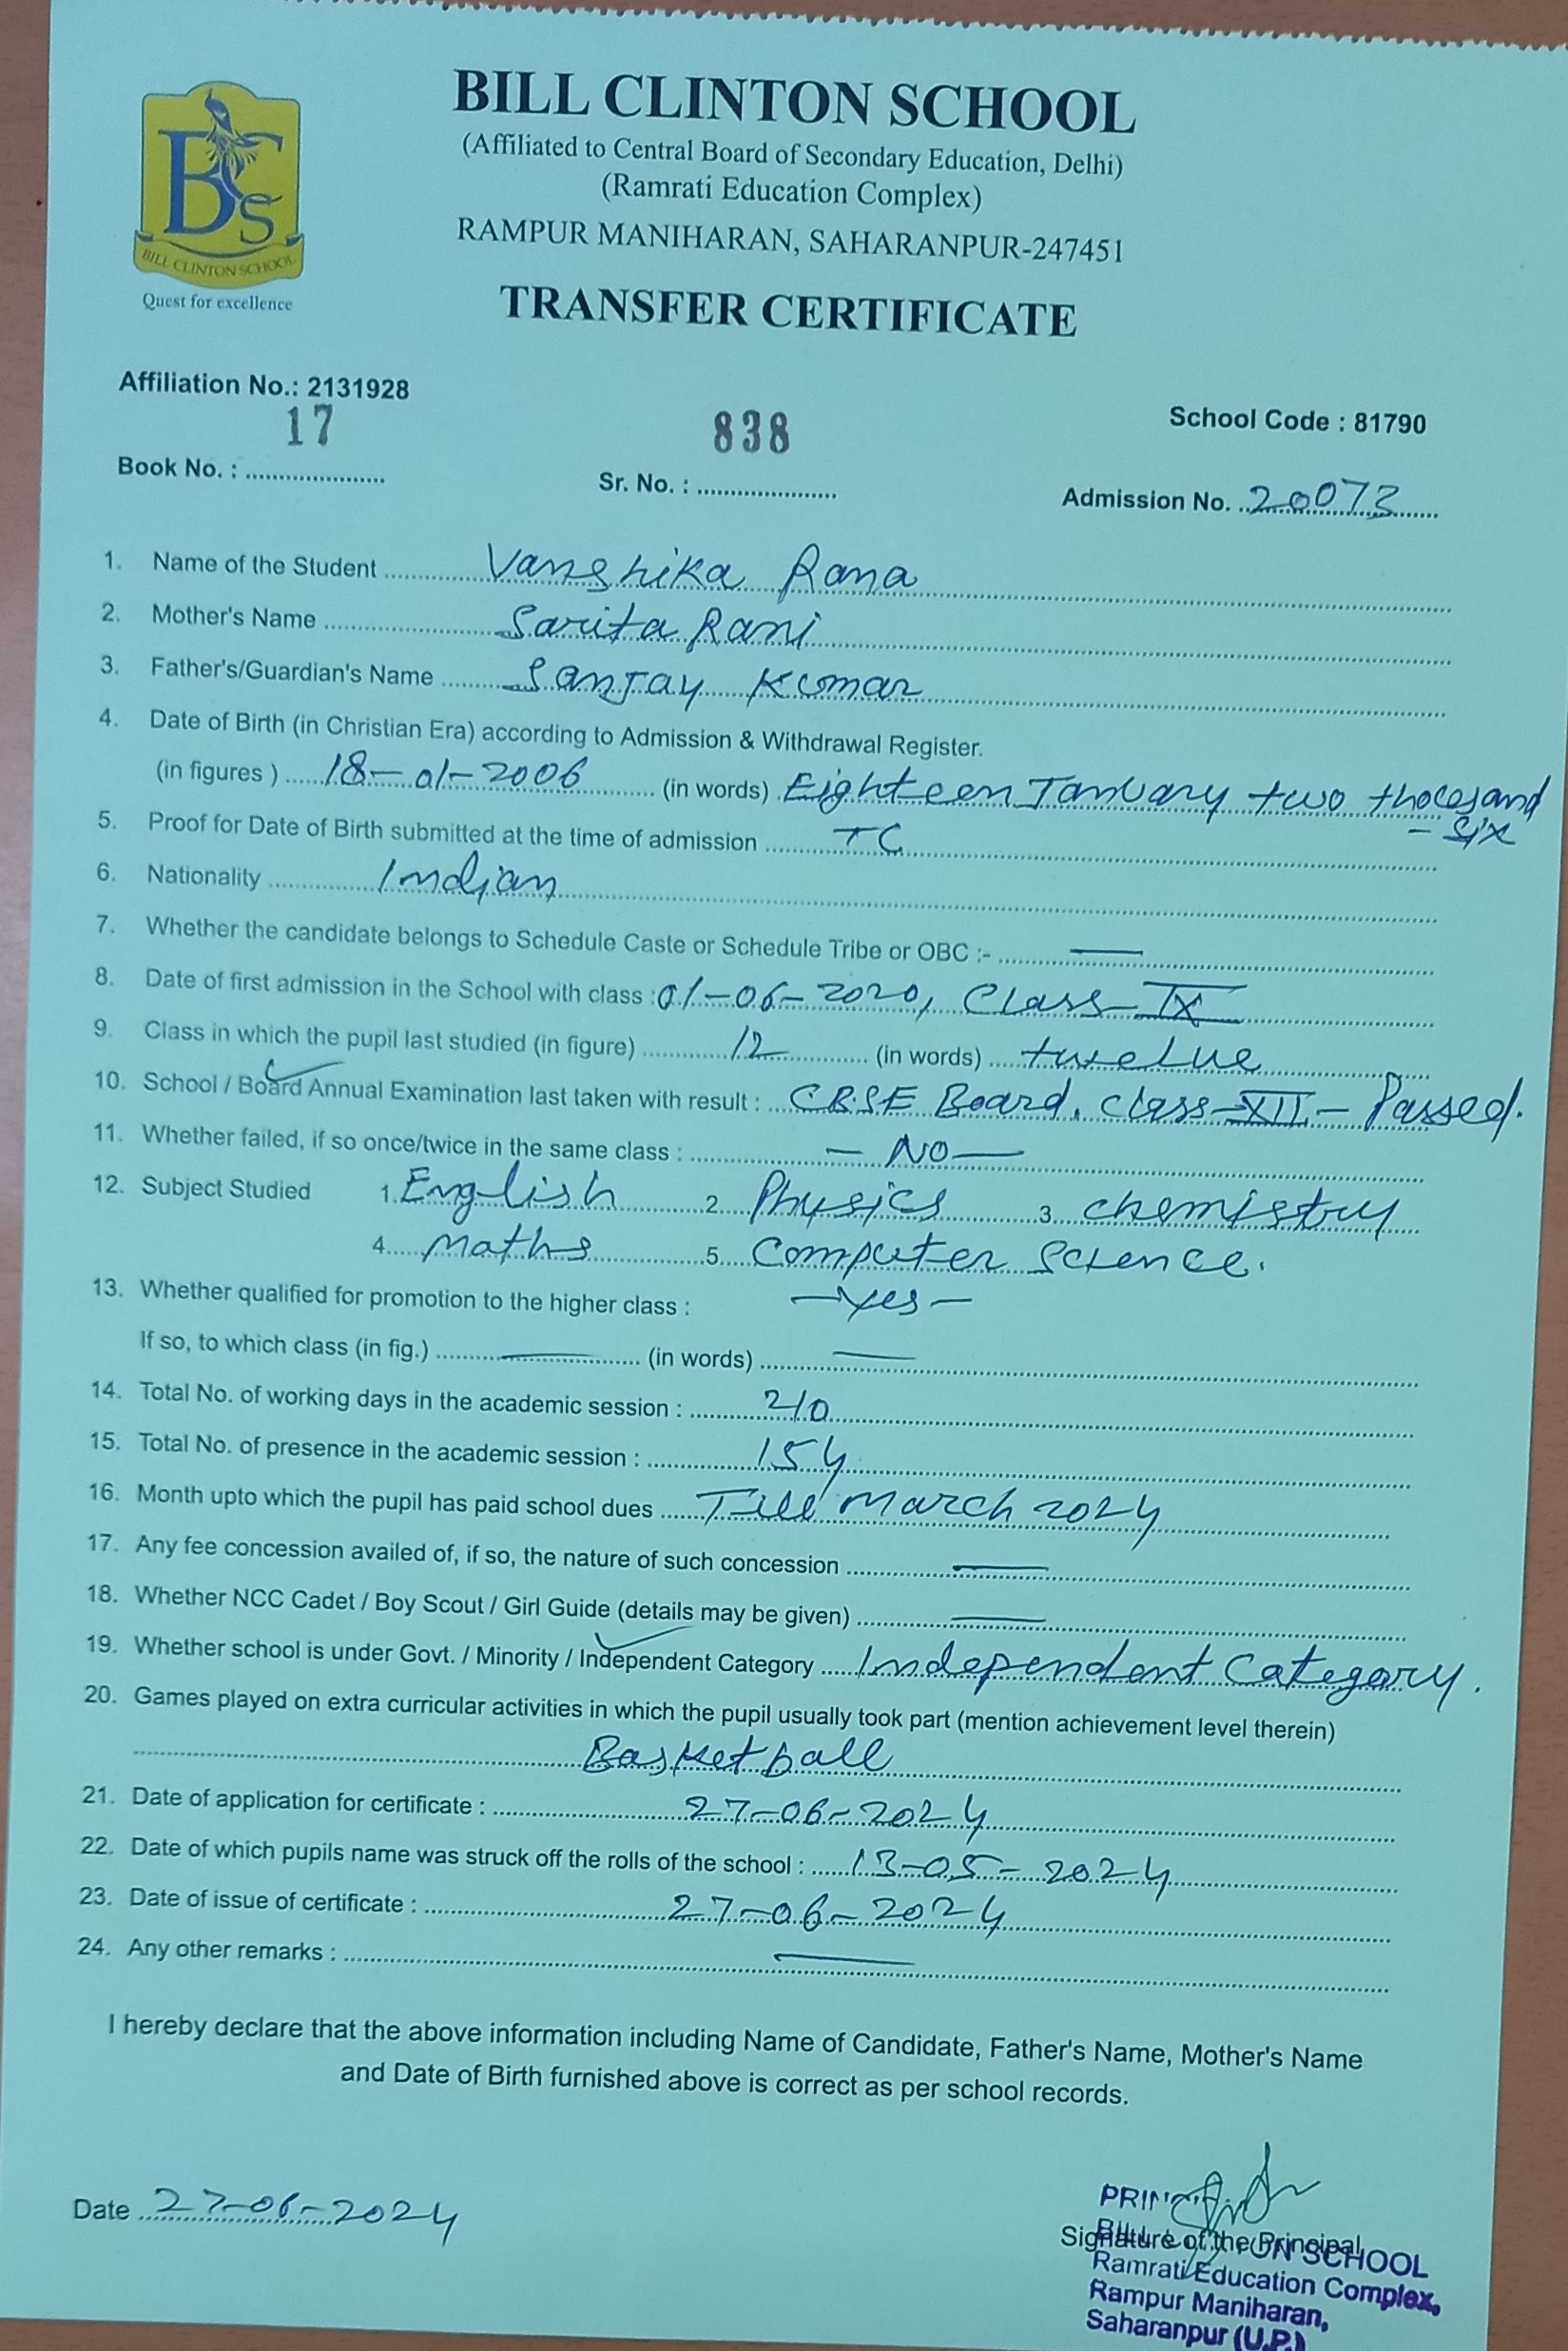 BILL CLINTON SCHOOL
(Affiliated to Central Board of Secondary Education, Delhi)
(Ramrati Education Complex)
RAMPUR MANIHARAN, SAHARANPUR-247451
BCS
BILL CLINTON SCHOOL
Quest for excellence
TRANSFER CERTIFICATE
Affiliation No.: 2131928
School Code : 81790
Book No. : 17 Sr. No. : 838 Admission No. 20073
1. Name of the Student Vanshika Rana
2. Mother's Name Sarita Rani
3. Father's/Guardian's Name Sanjay Kumar
4. Date of Birth (in Christian Era) according to Admission & Withdrawal Register.
(in figures ) 18-01-2006 (in words) Eighteen January two thousand
- six
5. Proof for Date of Birth submitted at the time of admission TC
6. Nationality Indian
7. Whether the candidate belongs to Schedule Caste or Schedule Tribe or OBC :- —
8. Date of first admission in the School with class : 01-06-2020, Class-IX
9. Class in which the pupil last studied (in figure) 12 (in words) twelve
10. School / Board Annual Examination last taken with result : CBSE Board, class-XII- Passed.
11. Whether failed, if so once/twice in the same class : - No -
12. Subject Studied 1. English 2. Physics 3. chemistry
4. maths 5. Computer Science.
13. Whether qualified for promotion to the higher class : -yes-
If so, to which class (in fig.) — (in words) —
14. Total No. of working days in the academic session : 210
15. Total No. of presence in the academic session : 154
16. Month upto which the pupil has paid school dues Till March 2024
17. Any fee concession availed of, if so, the nature of such concession —
18. Whether NCC Cadet / Boy Scout / Girl Guide (details may be given) —
19. Whether school is under Govt. / Minority / Independent Category Independent Category.
20. Games played on extra curricular activities in which the pupil usually took part (mention achievement level therein)
Basketball
21. Date of application for certificate : 27-06-2024
22. Date of which pupils name was struck off the rolls of the school : 13-05-2024
23. Date of issue of certificate : 27-06-2024
24. Any other remarks : —
I hereby declare that the above information including Name of Candidate, Father's Name, Mother's Name
and Date of Birth furnished above is correct as per school records.
Date 27-06-2024
Signature of the Principal
SCHOOL
Ramrati Education Complex,
Rampur Maniharan,
Saharanpur (U.P.)